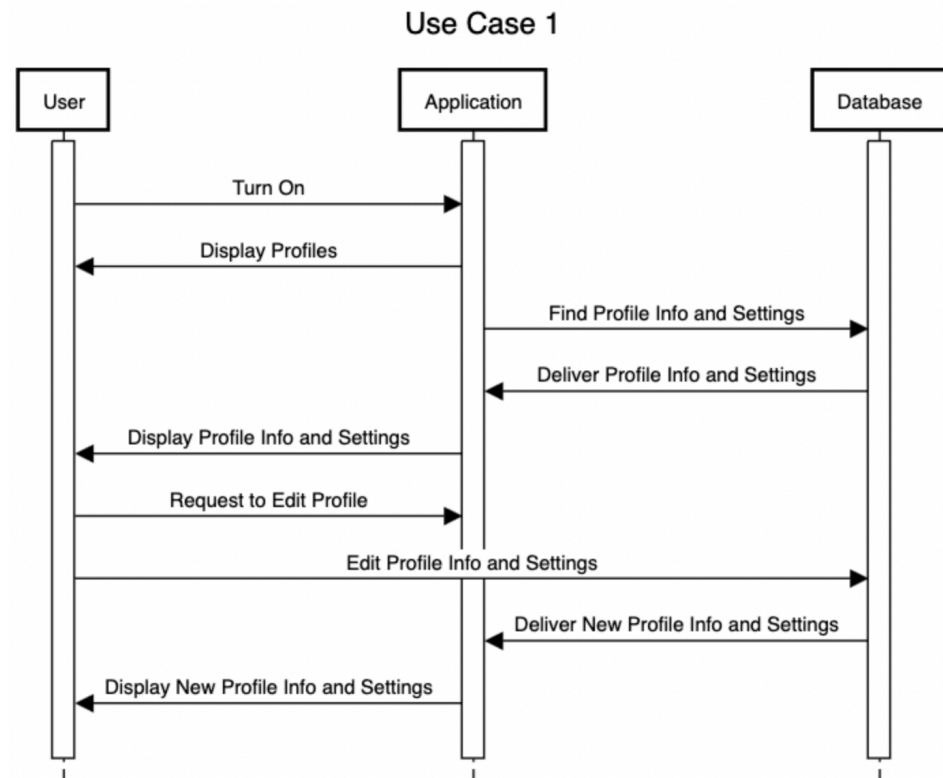 Use Case 1
User
Application
Database
Turn On
Display Profiles
Find Profile Info and Settings
Deliver Profile Info and Settings
Display Profile Info and Settings
Request to Edit Profile
Edit Profile Info and Settings
Deliver New Profile Info and Settings
Display New Profile Info and Settings